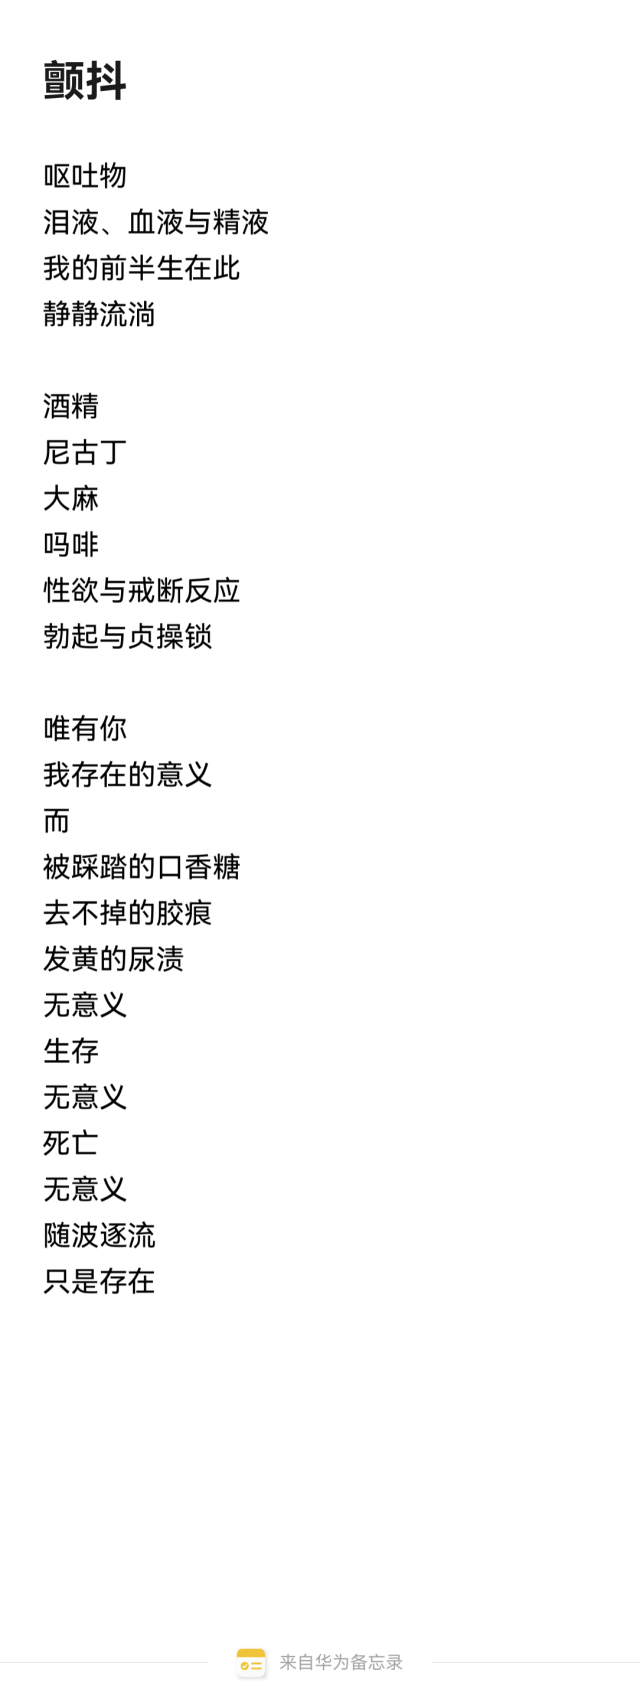 颤抖
呕吐物
泪液、血液与精液
我的前半生在此
静静流淌
酒精
尼古丁
大麻
吗啡
性欲与戒断反应
勃起与贞操锁
唯有你
我存在的意义
而
被踩踏的口香糖
去不掉的胶痕
发黄的尿渍
无意义
生存
无意义
死亡
无意义
随波逐流
只是存在
来自华为备忘录